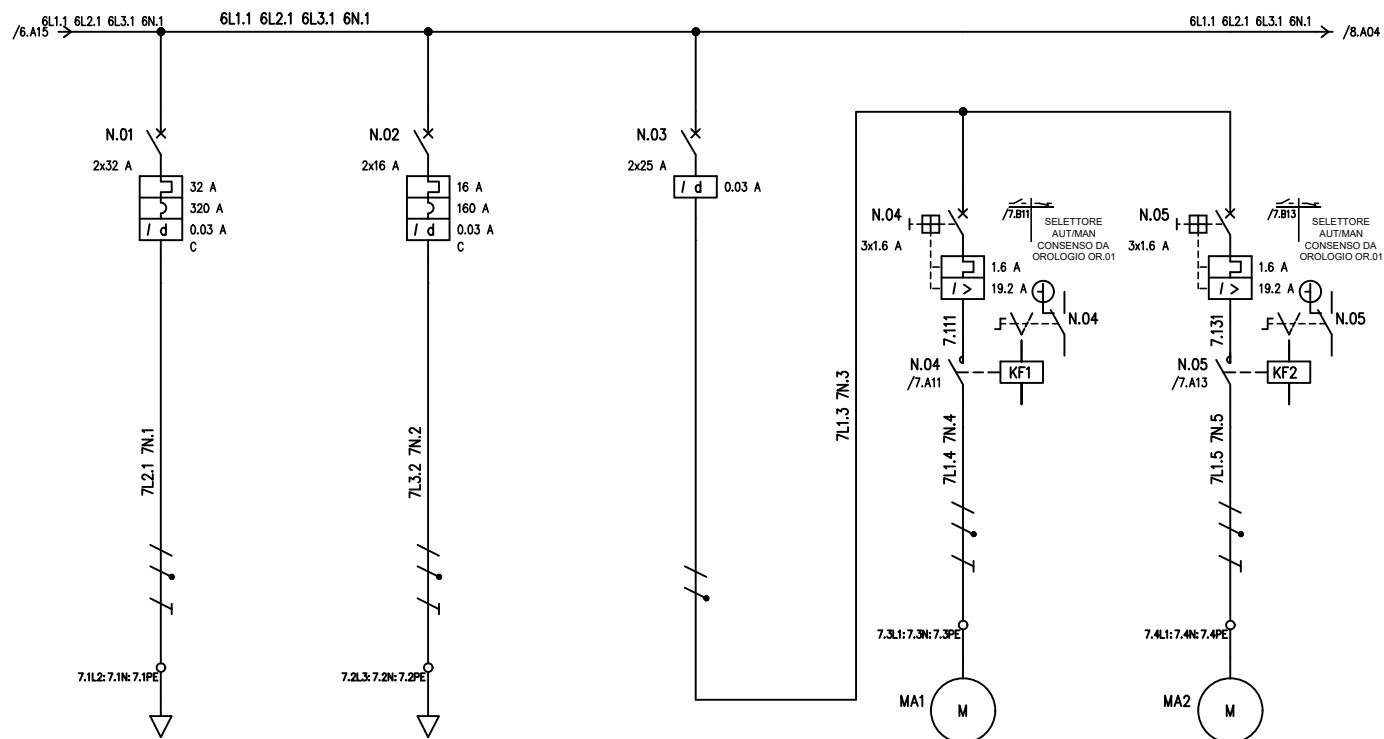 6L1.1 6L2.1 6L3.1 6N.1
6L1.1 6L2.1 6L3.1 6N.1
6L1.1 6L2.1 6L3.1 6N.1
/6.A15
/8.A04
N.01
2x32 A
32 A
320 A
I d
0.03 A
C
7L2.1 7N.1
7.1L2: 7.1N: 7.1PE
N.02
2x16 A
16 A
160 A
I d
0.03 A
C
7L3.2 7N.2
7.2L3: 7.2N: 7.2PE
N.03
2x25 A
I d
0.03 A
7L1.3 7N.3
N.04
3x1.6 A
1.6 A
I >
19.2 A
/7.B11
SELETTORE
AUT/MAN
CONSENSO DA
OROLOGIO OR.01
N.04
7.111
N.04
/7.A11
KF1
7L1.4 7N.4
7.3L1: 7.3N: 7.3PE
MA1
M
N.05
3x1.6 A
1.6 A
I >
19.2 A
/7.B13
SELETTORE
AUT/MAN
CONSENSO DA
OROLOGIO OR.01
N.05
7.131
N.05
/7.A13
KF2
7L1.5 7N.5
7.4L1: 7.4N: 7.4PE
MA2
M